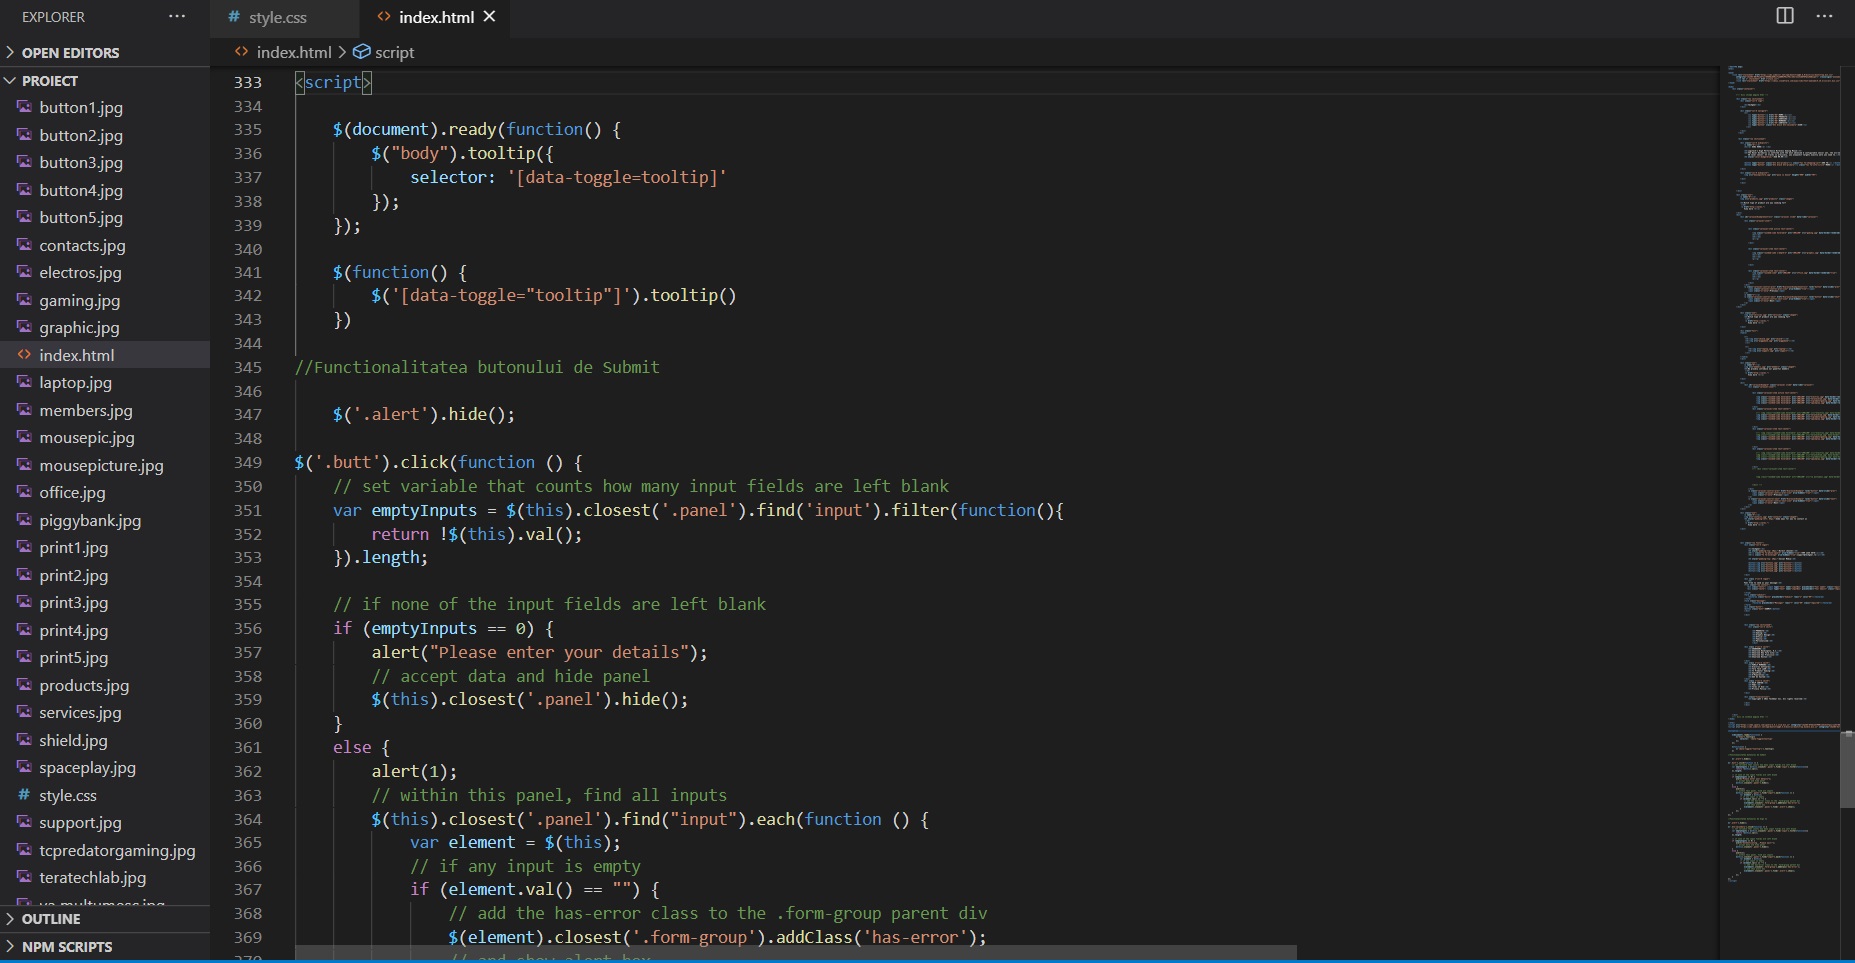 EXPLORER
OPEN EDITORS
PROIECT
button1.jpg
button2.jpg
button3.jpg
button4.jpg
button5.jpg
contacts.jpg
electros.jpg
gaming.jpg
graphic.jpg
index.html
laptop.jpg
members.jpg
mousepic.jpg
mousepicture.jpg
office.jpg
piggybank.jpg
print1.jpg
print2.jpg
print3.jpg
print4.jpg
print5.jpg
products.jpg
services.jpg
shield.jpg
spaceplay.jpg
# style.css
support.jpg
tcpredatorgaming.jpg
teratechlab.jpg
OUTLINE
NPM SCRIPTS
# style.css
<> index.html ×
<> index.html > script
333 <script>
334
335 $(document).ready(function() {
336 $("body").tooltip({
337 selector: '[data-toggle=tooltip]'
338 });
339 });
340
341 $(function() {
342 $('[data-toggle="tooltip"]').tooltip()
343 })
344
345 //Functionalitatea butonului de Submit
346
347 $('.alert').hide();
348
349 $('.butt').click(function () {
350 // set variable that counts how many input fields are left blank
351 var emptyInputs = $(this).closest('.panel').find('input').filter(function(){
352 return !$(this).val();
353 }).length;
354
355 // if none of the input fields are left blank
356 if (emptyInputs == 0) {
357 alert("Please enter your details");
358 // accept data and hide panel
359 $(this).closest('.panel').hide();
360 }
361 else {
362 alert(1);
363 // within this panel, find all inputs
364 $(this).closest('.panel').find("input").each(function () {
365 var element = $(this);
366 // if any input is empty
367 if (element.val() == "") {
368 // add the has-error class to the .form-group parent div
369 $(element).closest('.form-group').addClass('has-error');
370 // and show alert box